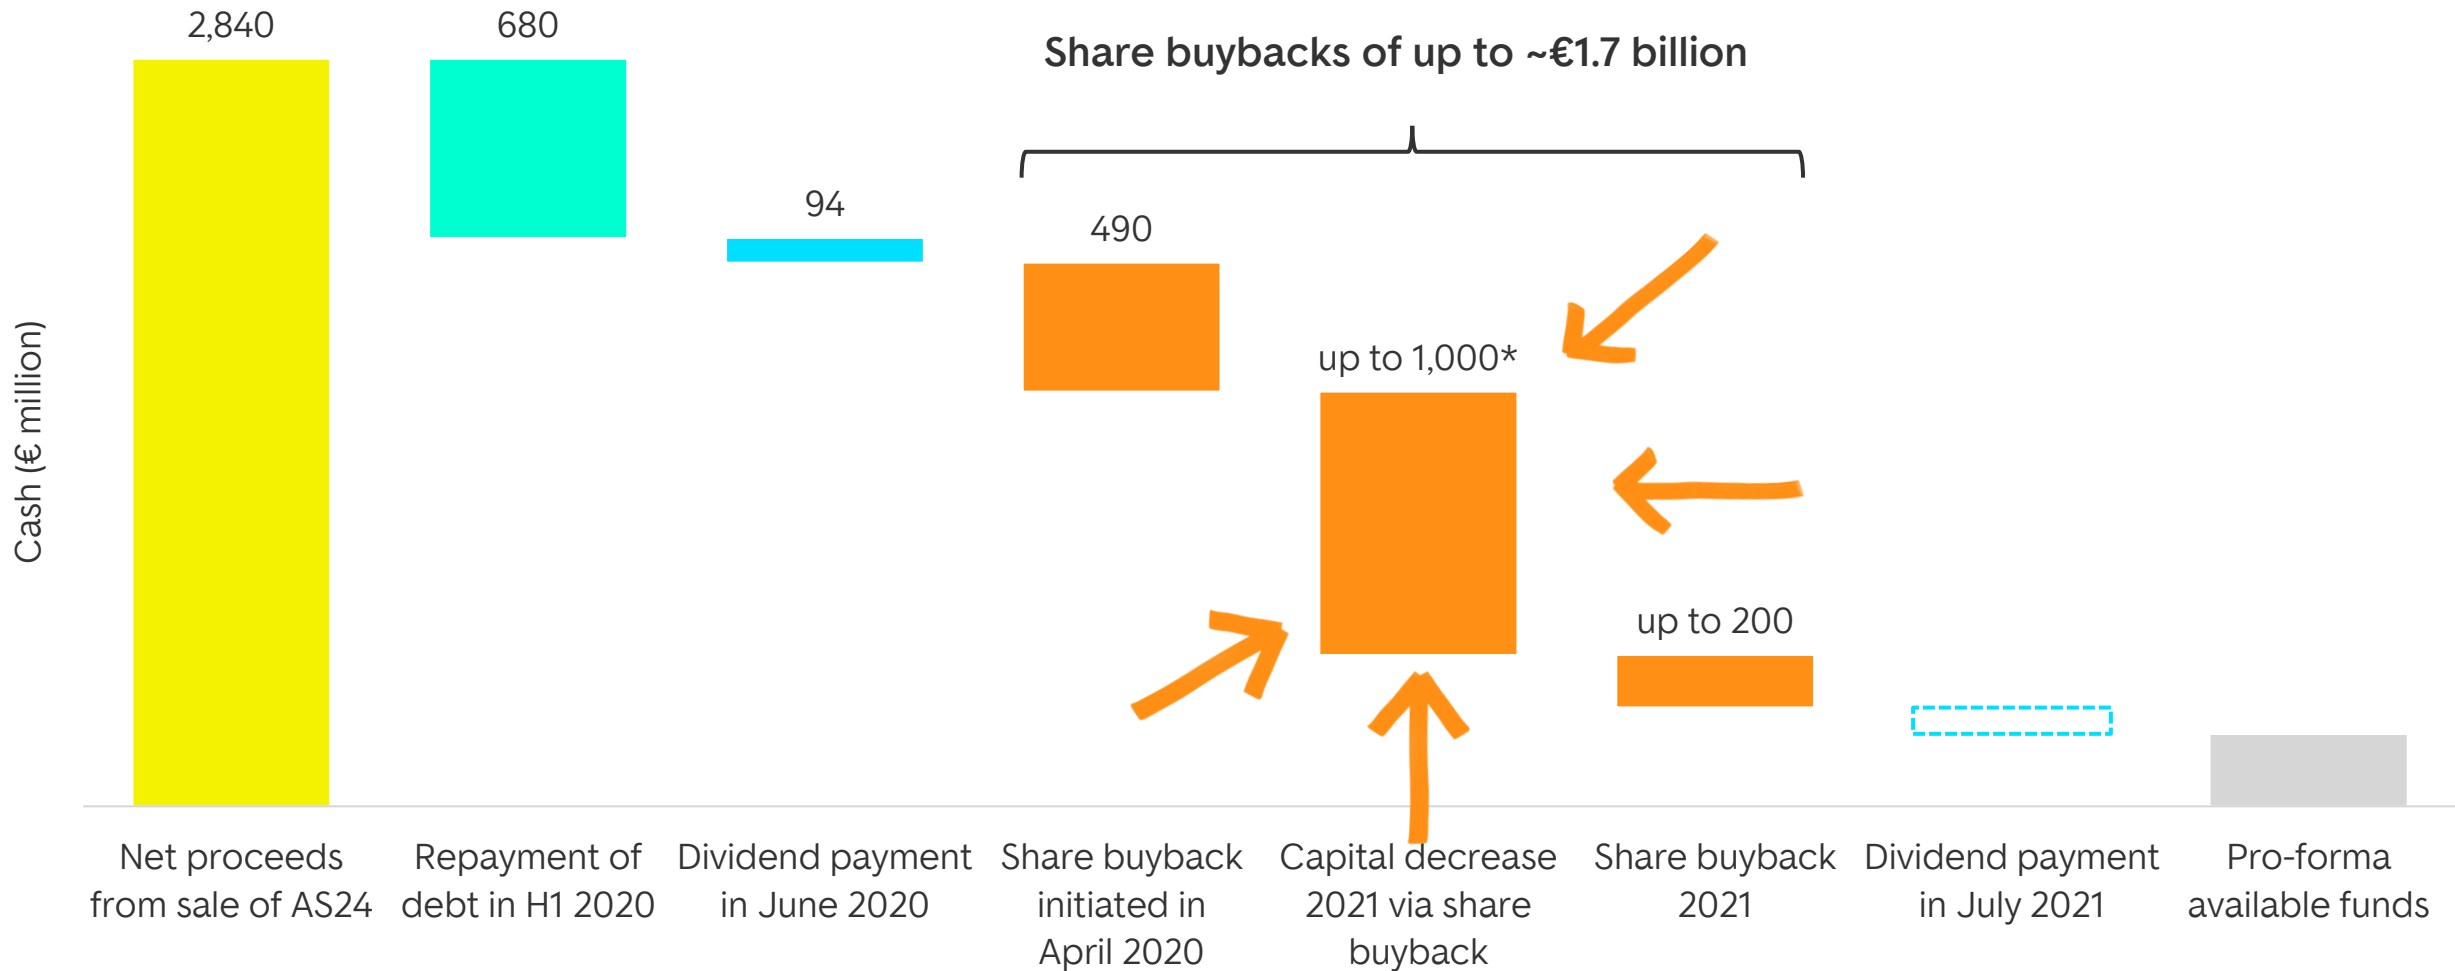 2,840
680
Share buybacks of up to ~€1.7 billion
94
490
up to 1,000*
up to 200
Cash (€ million)
Net proceeds
from sale of AS24
Repayment of
debt in H1 2020
Dividend payment
in June 2020
Share buyback
initiated in
April 2020
Capital decrease
2021 via share
buyback
Share buyback
2021
Dividend payment
in July 2021
Pro-forma
available funds